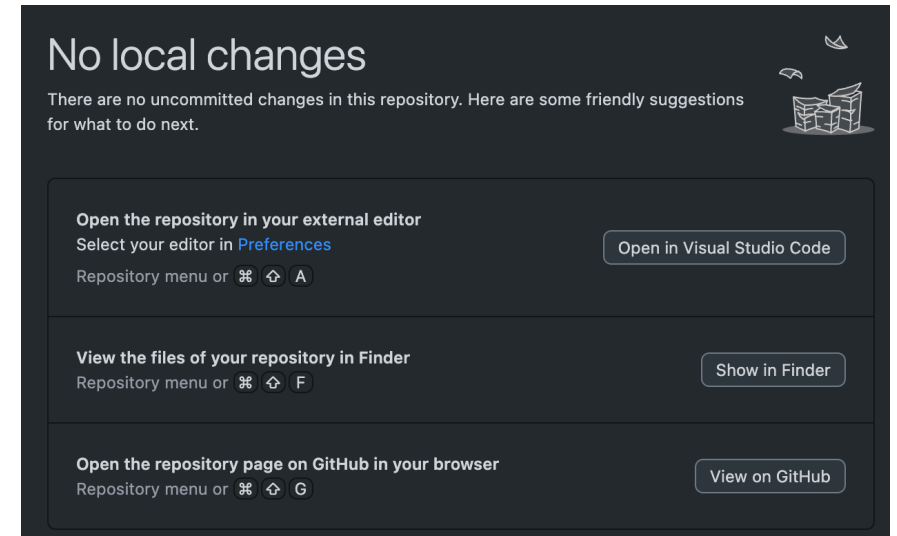 No local changes
There are no uncommitted changes in this repository. Here are some friendly suggestions
for what to do next.
Open the repository in your external editor
Select your editor in Preferences
Repository menu or ⌘ ⇧ A
Open in Visual Studio Code
View the files of your repository in Finder
Repository menu or ⌘ ⇧ F
Show in Finder
Open the repository page on GitHub in your browser
Repository menu or ⌘ ⇧ G
View on GitHub